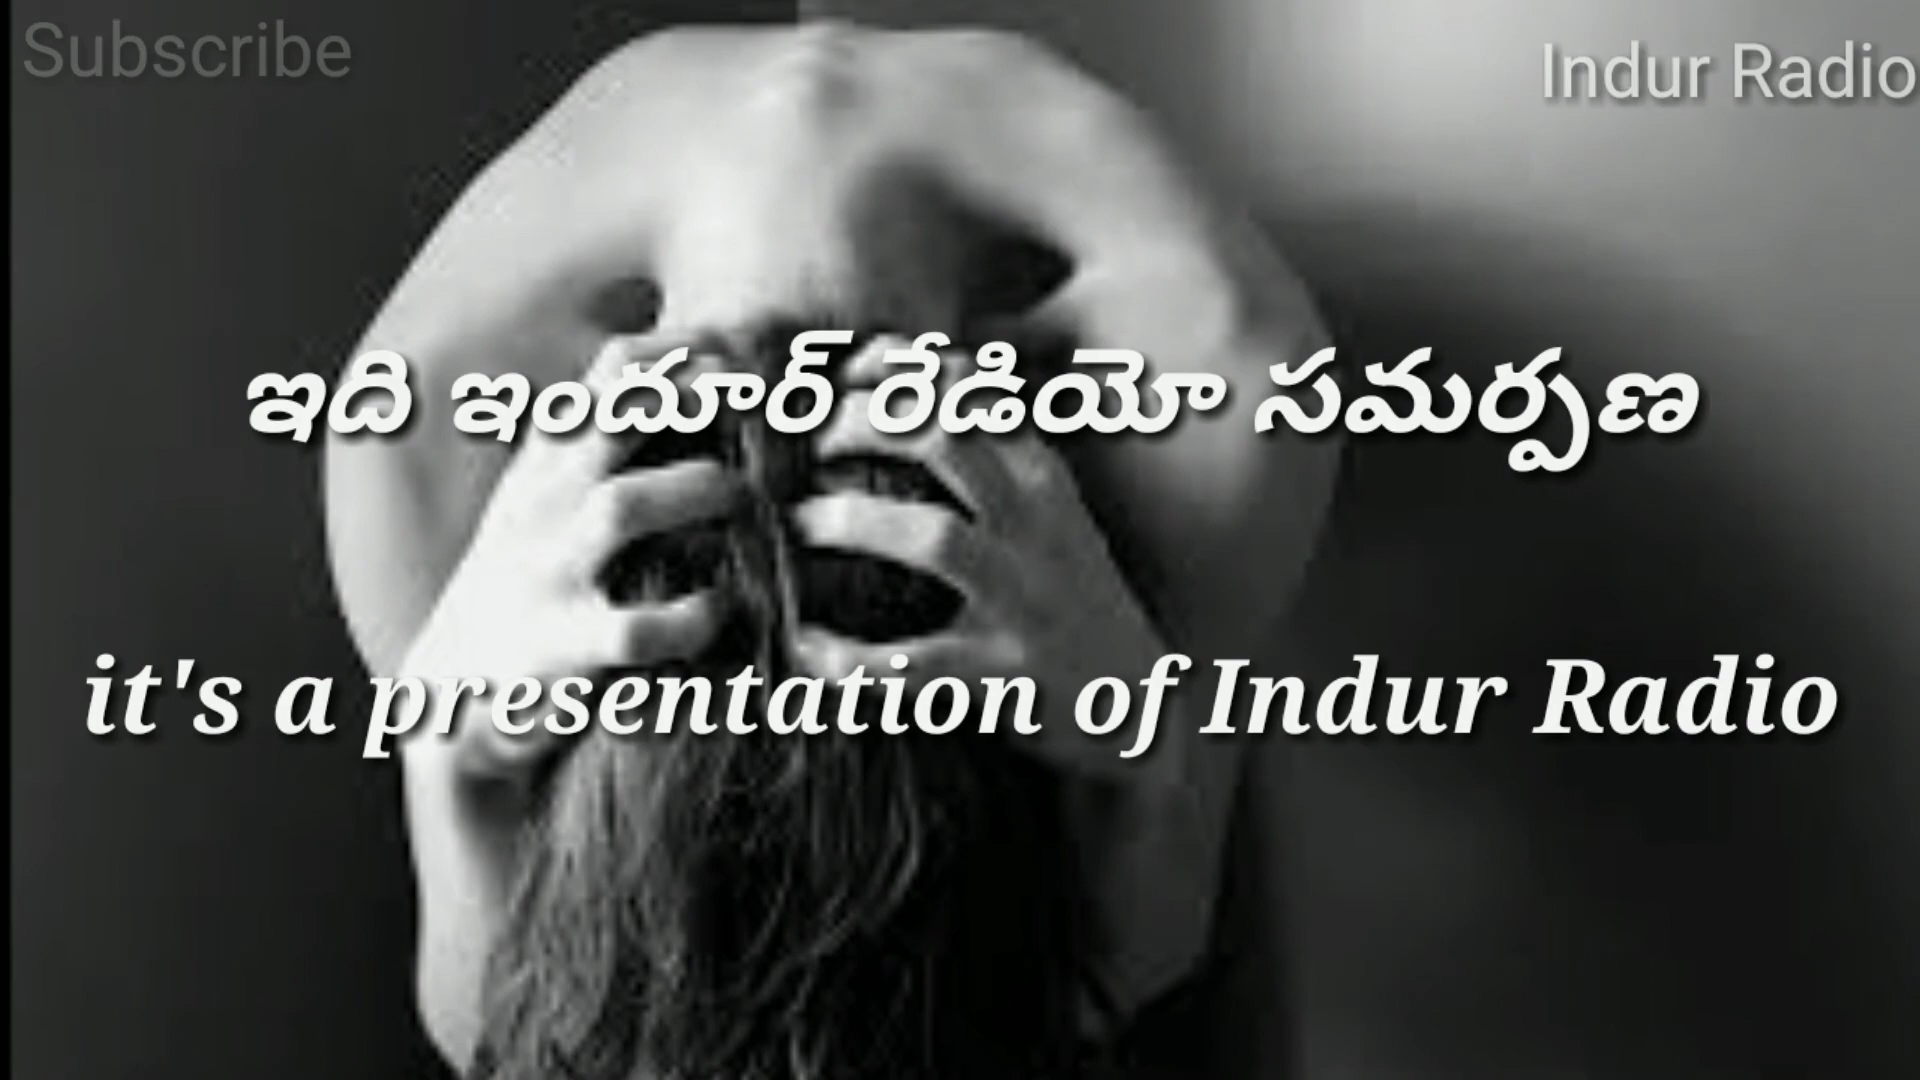 Subscribe
Indur Radio
ఇది ఇందూర్ రేడియో సమర్పణ
it's a presentation of Indur Radio